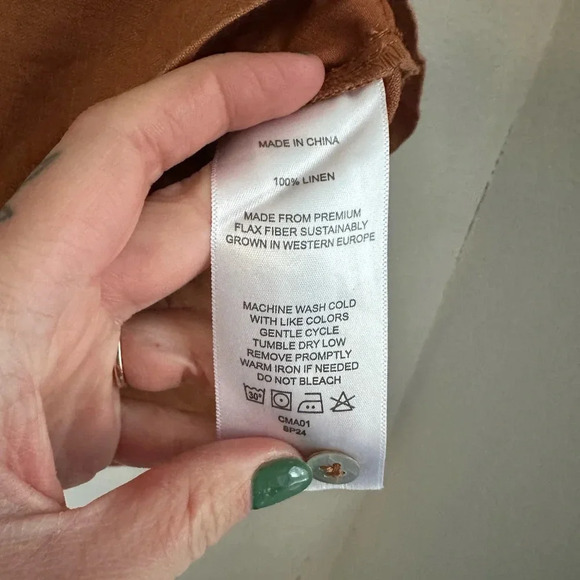 MADE IN CHINA
100% LINEN
MADE FROM PREMIUM
FLAX FIBER SUSTAINABLY
GROWN IN WESTERN EUROPE
MACHINE WASH COLD
WITH LIKE COLORS
GENTLE CYCLE
TUMBLE DRY LOW
REMOVE PROMPTLY
WARM IRON IF NEEDED
DO NOT BLEACH
30°
CMA01
SP24